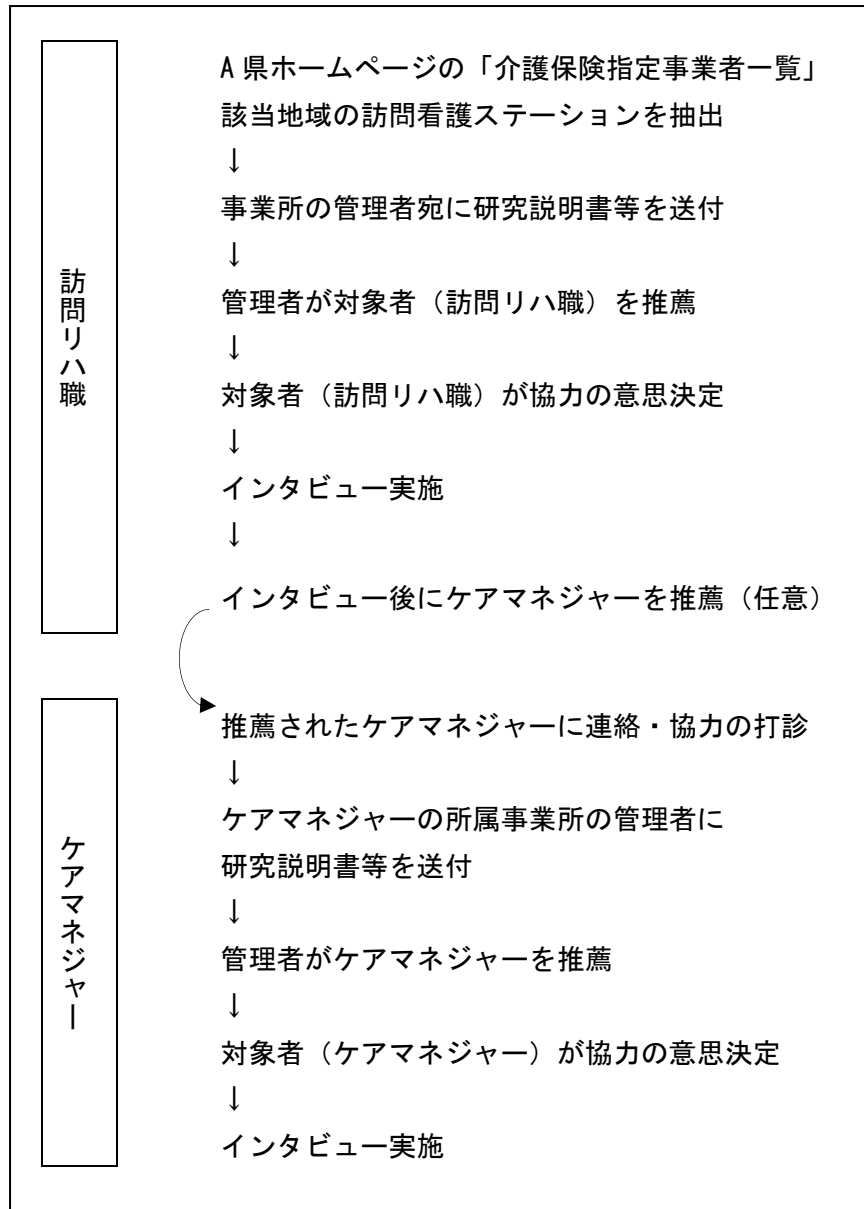 訪問リハ職
A県ホームページの「介護保険指定事業者一覧」
該当地域の訪問看護ステーションを抽出
↓
事業所の管理者宛に研究説明書等を送付
↓
管理者が対象者（訪問リハ職）を推薦
↓
対象者（訪問リハ職）が協力の意思決定
↓
インタビュー実施
↓
インタビュー後にケアマネジャーを推薦（任意）
ケアマネジャー
推薦されたケアマネジャーに連絡・協力の打診
↓
ケアマネジャーの所属事業所の管理者に
研究説明書等を送付
↓
管理者がケアマネジャーを推薦
↓
対象者（ケアマネジャー）が協力の意思決定
↓
インタビュー実施